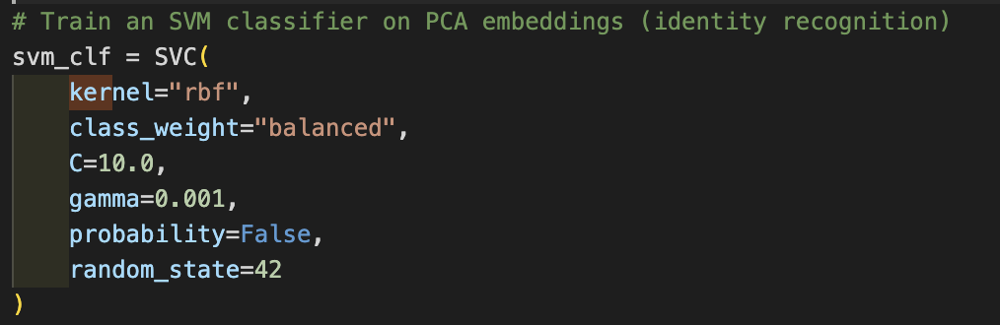 # Train an SVM classifier on PCA embeddings (identity recognition)
svm_clf = SVC(
    kernel="rbf",
    class_weight="balanced",
    C=10.0,
    gamma=0.001,
    probability=False,
    random_state=42
)